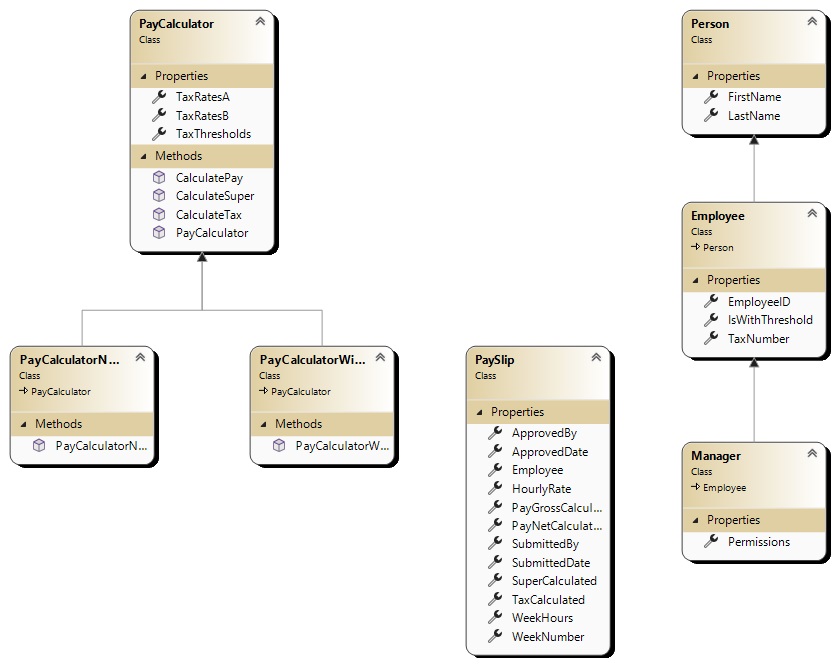 PayCalculator
Class
Properties
TaxRatesA
TaxRatesB
TaxThresholds
Methods
CalculatePay
CalculateSuper
CalculateTax
PayCalculator
PayCalculatorN...
Class
PayCalculator
Methods
PayCalculatorN...
PayCalculatorWi...
Class
PayCalculator
Methods
PayCalculatorW...
PaySlip
Class
Properties
ApprovedBy
ApprovedDate
Employee
HourlyRate
PayGrossCalcul...
PayNetCalculat...
SubmittedBy
SubmittedDate
SuperCalculated
TaxCalculated
WeekHours
WeekNumber
Person
Class
Properties
FirstName
LastName
Employee
Class
Person
Properties
EmployeeID
IsWithThreshold
TaxNumber
Manager
Class
Employee
Properties
Permissions